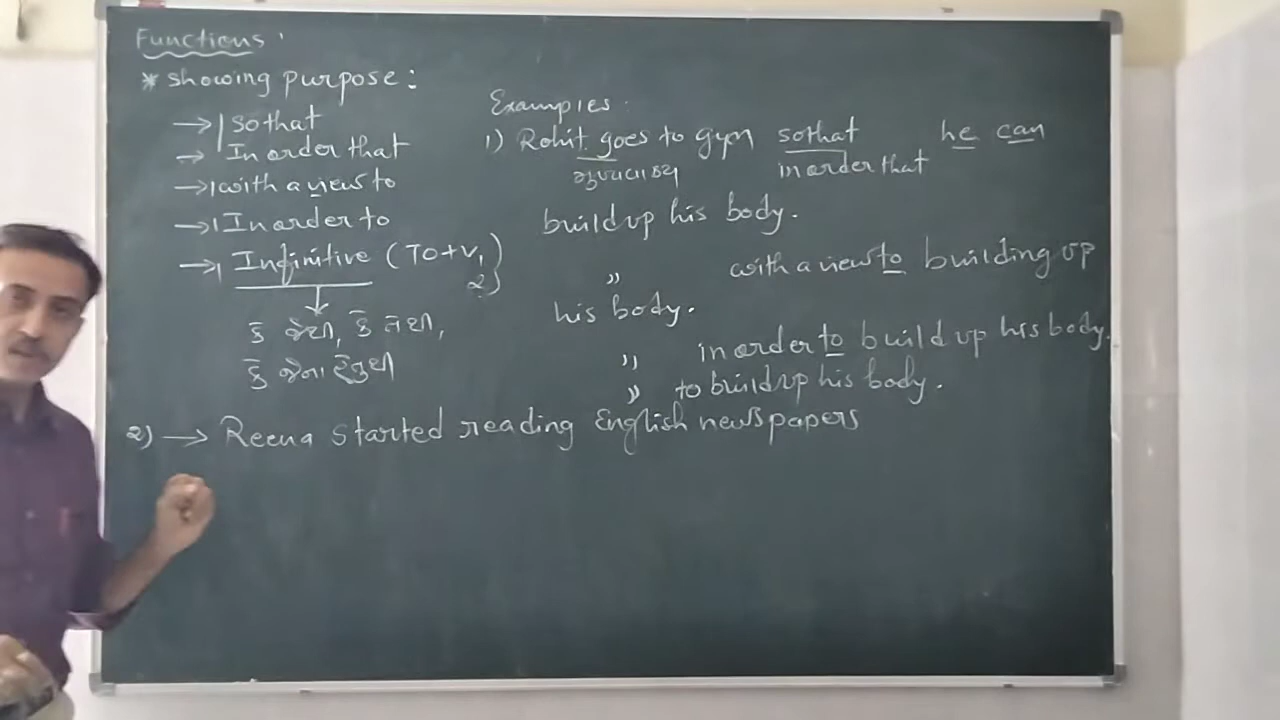 Functions:
* showing purpose:
→ so that
→ In order that
→ with a view to
→ In order to
→ Infinitive (To+V1)
કે જેથી, કે તેથી,
કે જેના હેતુથી
Examples:
1) Rohit goes to gym sothat he can
in order that
build up his body.
2) " with a view to building up
his body.
" in order to build up his body.
" to build up his body.
2) → Reena started reading English newspapers